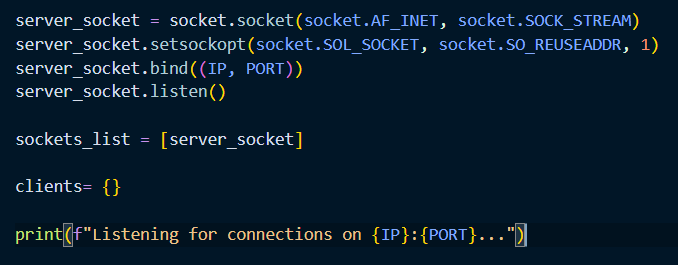 server_socket = socket.socket(socket.AF_INET, socket.SOCK_STREAM)
server_socket.setsockopt(socket.SOL_SOCKET, socket.SO_REUSEADDR, 1)
server_socket.bind((IP, PORT))
server_socket.listen()
sockets_list = [server_socket]
clients= {}
print(f"Listening for connections on {IP}:{PORT}...")